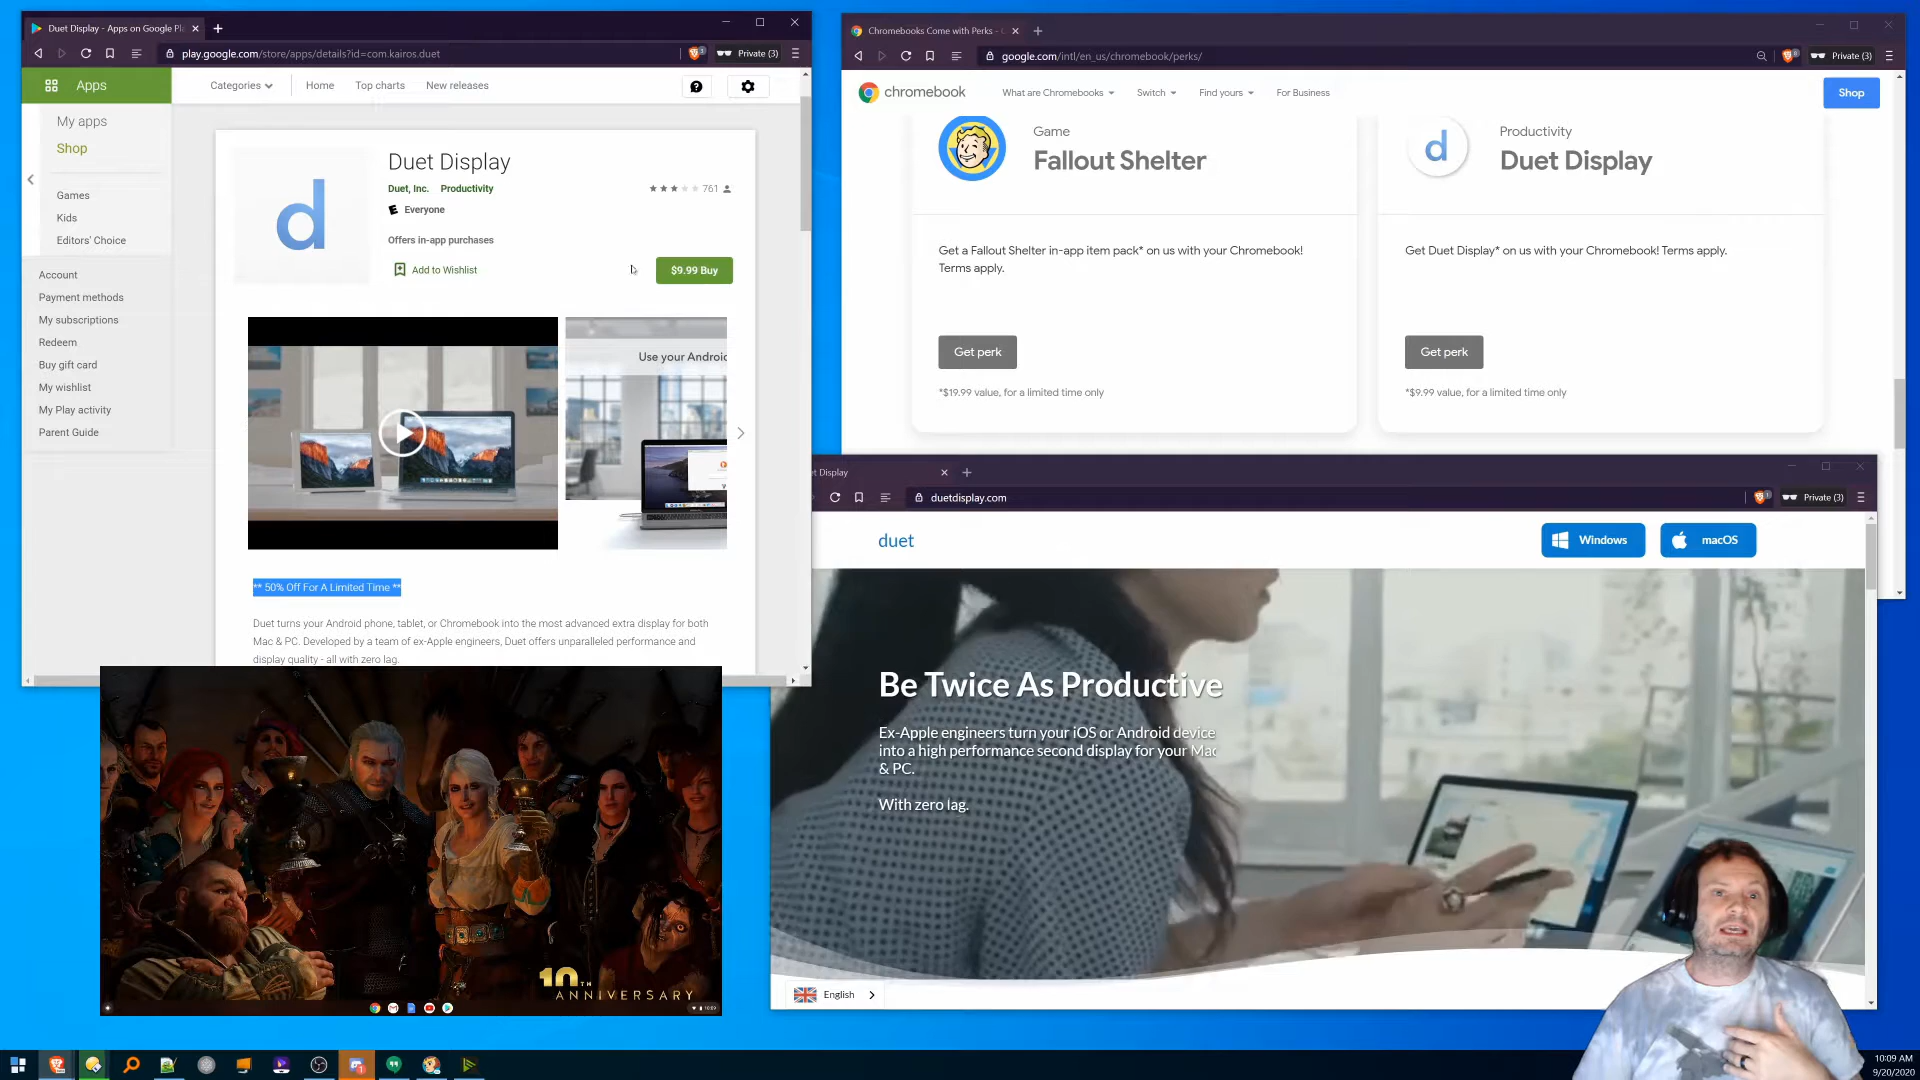 Duet Display - Apps on Google Pl
play.google.com/store/apps/details?id=com.kairos.duet
Private (3)
Apps
Categories
Home
Top charts
New releases
My apps
Shop
Games
Kids
Editors' Choice
Account
Payment methods
My subscriptions
Redeem
Buy gift card
My wishlist
My Play activity
Parent Guide
Duet Display
Duet, Inc. Productivity
761
Everyone
Offers in-app purchases
Add to Wishlist
$9.99 Buy
Use your Androi
** 50% Off For A Limited Time **
Duet turns your Android phone, tablet, or Chromebook into the most advanced extra display for both
Mac & PC. Developed by a team of ex-Apple engineers, Duet offers unparalleled performance and
display quality - all with zero lag.
Chromebooks Come with Perks -
google.com/intl/en_us/chromebook/perks/
Private (3)
chromebook
What are Chromebooks
Switch
Find yours
For Business
Shop
Game
Fallout Shelter
Get a Fallout Shelter in-app item pack* on us with your Chromebook!
Terms apply.
Get perk
*$19.99 value, for a limited time only
d
Productivity
Duet Display
Get Duet Display* on us with your Chromebook! Terms apply.
Get perk
*$9.99 value, for a limited time only
et Display
duetdisplay.com
Private (3)
duet
Windows
macOS
Be Twice As Productive
Ex-Apple engineers turn your iOS or Android device
into a high performance second display for your Mac
& PC.
With zero lag.
English
10TH
ANNIVERSARY
10:09
10:09 AM
9/20/2020